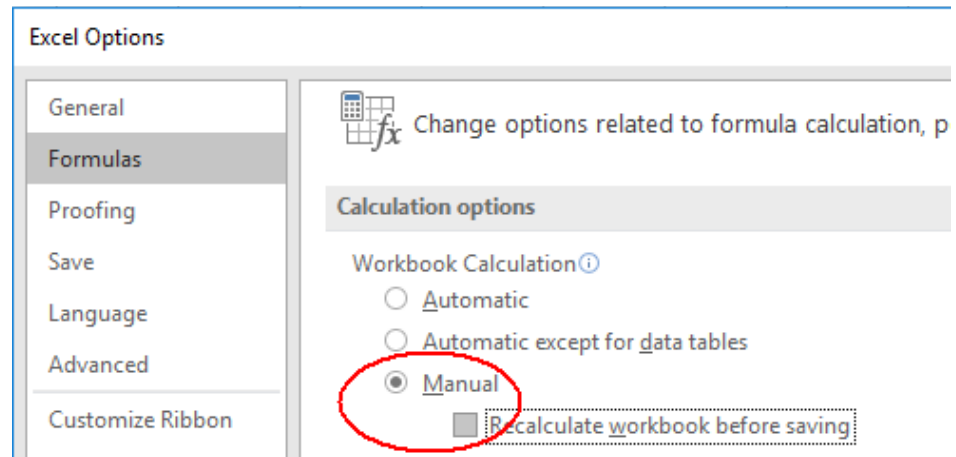 Excel Options
General
Formulas
Proofing
Save
Language
Advanced
Customize Ribbon
fx Change options related to formula calculation, p
Calculation options
Workbook Calculation
Automatic
Automatic except for data tables
Manual
Recalculate workbook before saving